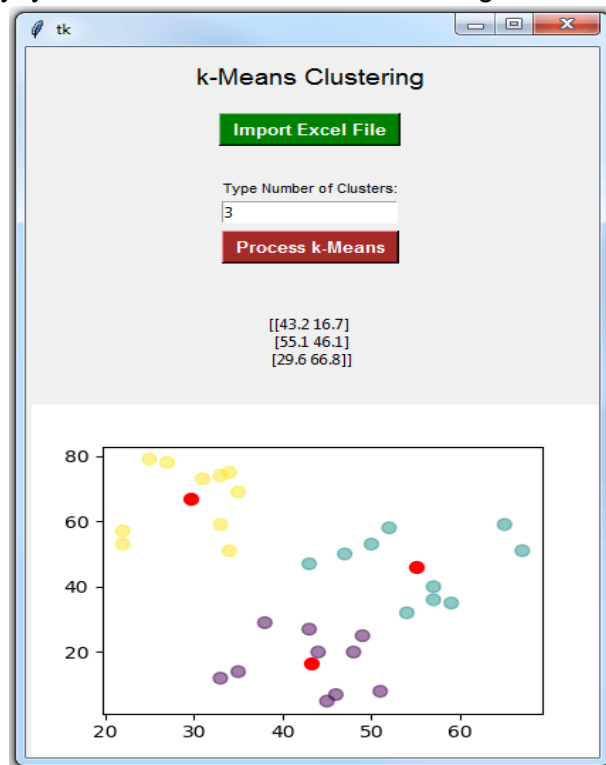 tk
k-Means Clustering
Import Excel File
Type Number of Clusters:
3
Process k-Means
[[43.2 16.7]
[55.1 46.1]
[29.6 66.8]]
80
60
40
20
20 30 40 50 60